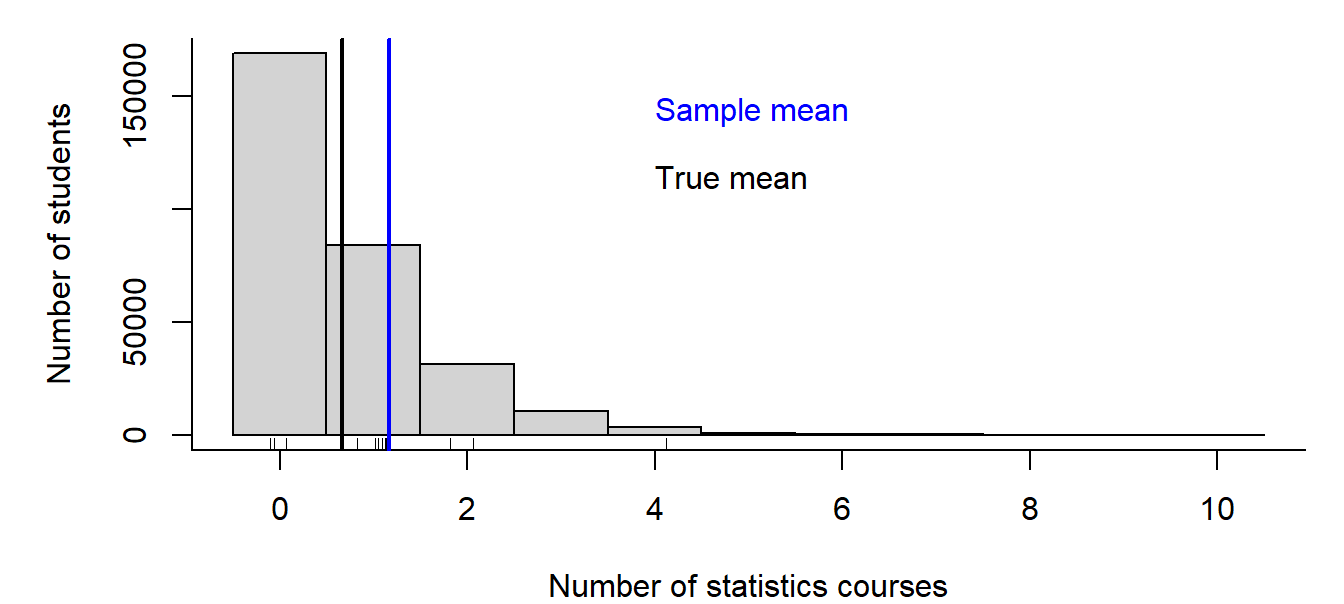 Number of students
150000
50000
0
Sample mean
True mean
0 2 4 6 8 10
Number of statistics courses